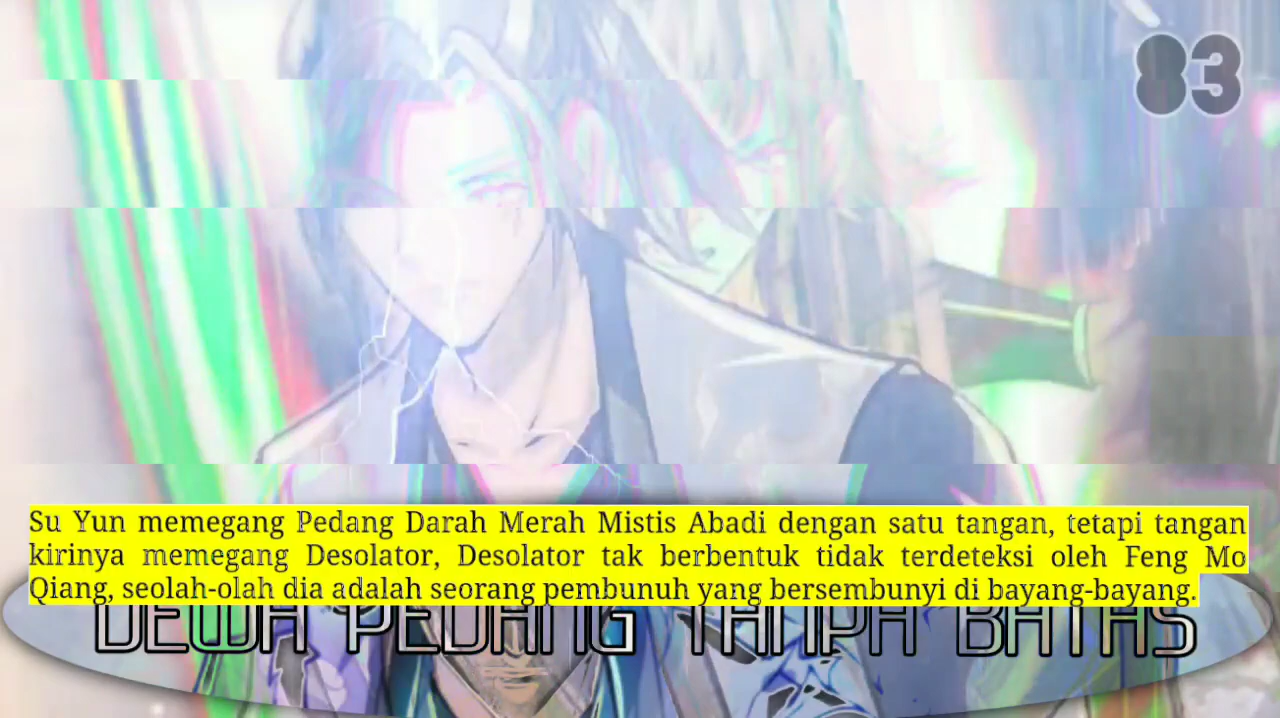 83
Su Yun memegang Pedang Darah Merah Mistis Abadi dengan satu tangan, tetapi tangan
kirinya memegang Desolator, Desolator tak berbentuk tidak terdeteksi oleh Feng Mo
Qiang, seolah-olah dia adalah seorang pembunuh yang bersembunyi di bayang-bayang.
DEWA PEDANG TANPA BATAS